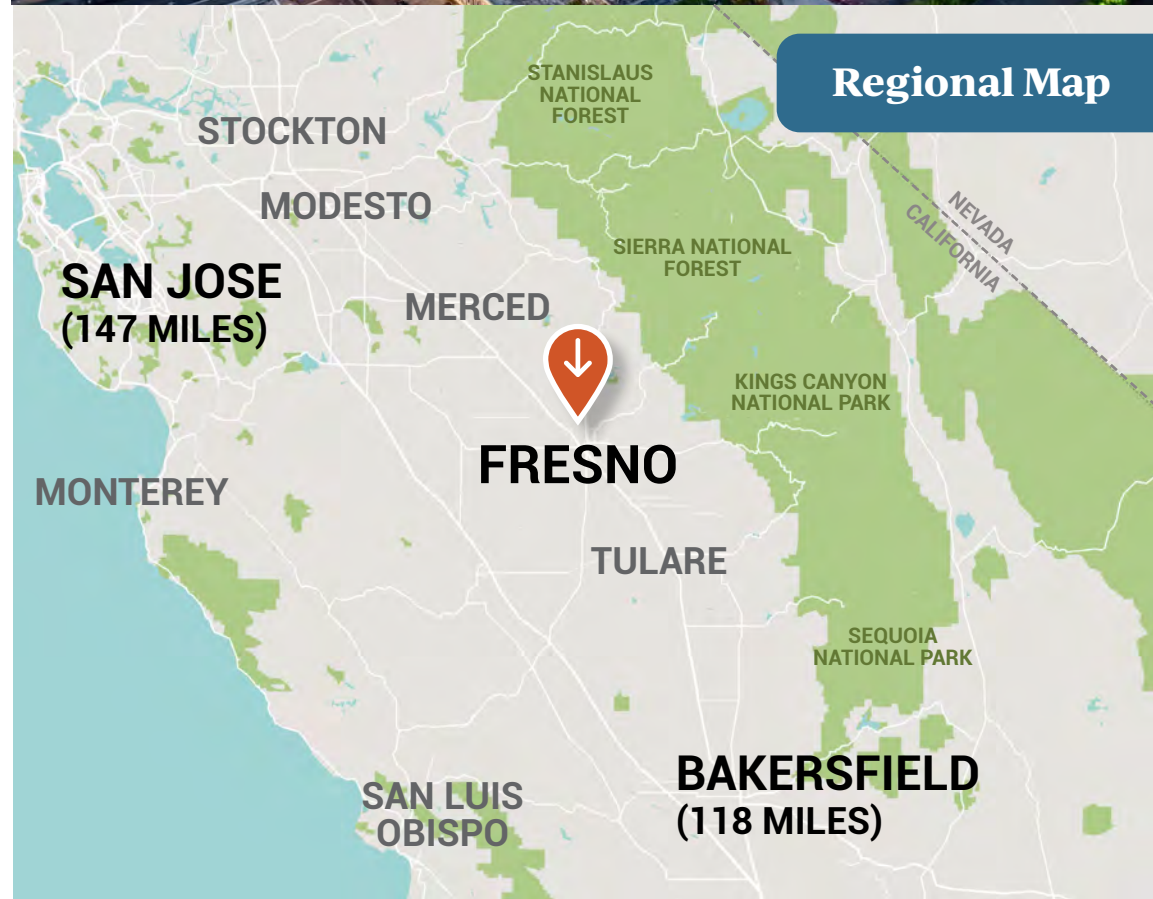 Regional Map
STANISLAUS
NATIONAL
FOREST
STOCKTON
MODESTO
NEVADA
CALIFORNIA
SIERRA NATIONAL
FOREST
SAN JOSE
(147 MILES)
MERCED
KINGS CANYON
NATIONAL PARK
FRESNO
MONTEREY
TULARE
SEQUOIA
NATIONAL PARK
BAKERSFIELD
(118 MILES)
SAN LUIS
OBISPO